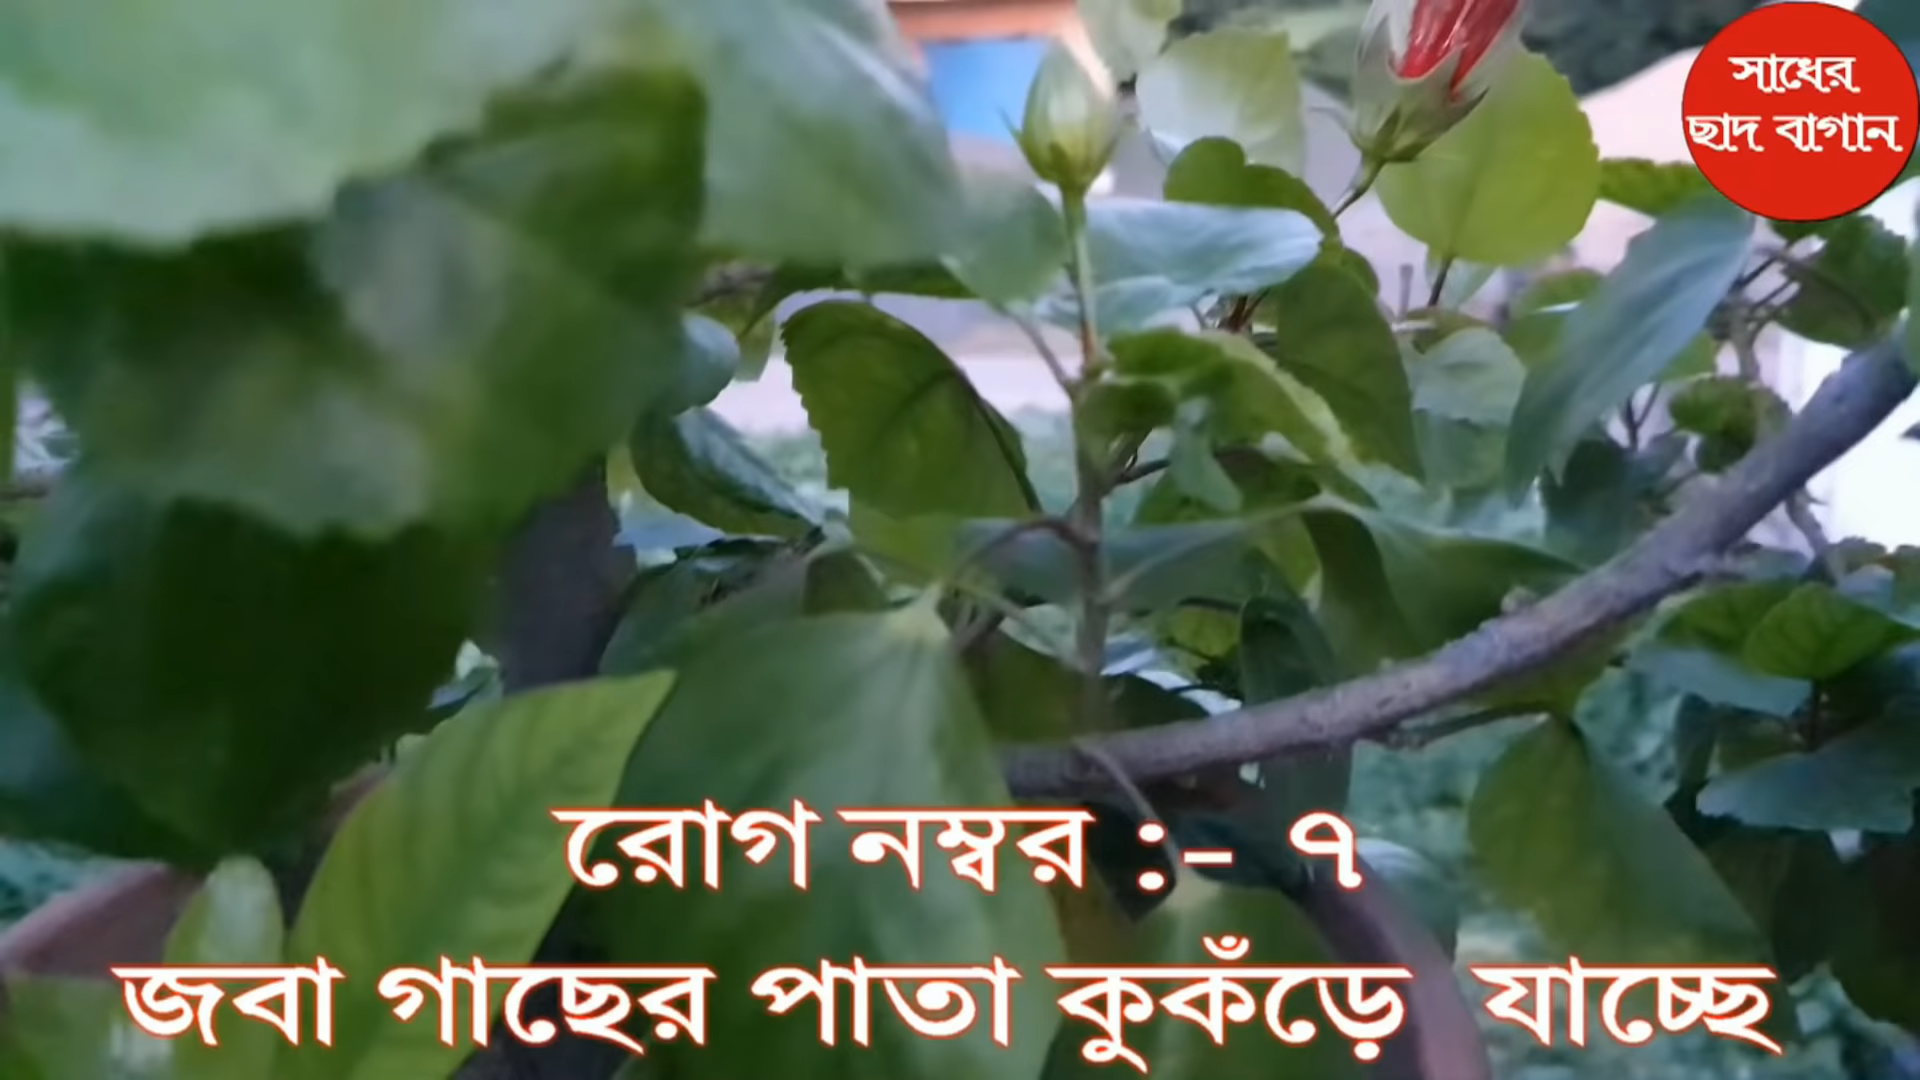 সাধের
ছাদ বাগান
রোগ নম্বর :- ৭
জবা গাছের পাতা কুকঁড়ে যাচ্ছে